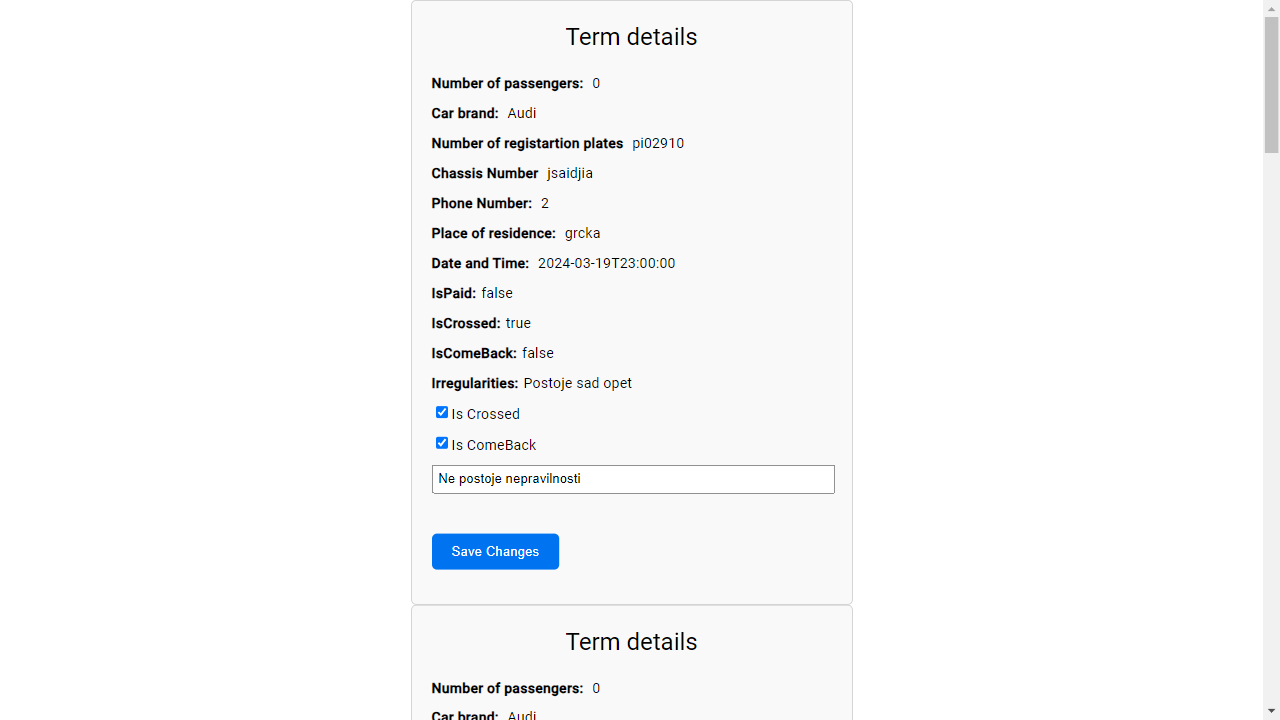 Term details
Number of passengers: 0
Car brand: Audi
Number of registartion plates pi02910
Chassis Number jsaidjia
Phone Number: 2
Place of residence: grcka
Date and Time: 2024-03-19T23:00:00
IsPaid: false
IsCrossed: true
IsComeBack: false
Irregularities: Postoje sad opet
Is Crossed
Is ComeBack
Ne postoje nepravilnosti
Save Changes
Term details
Number of passengers: 0
Car brand: Audi